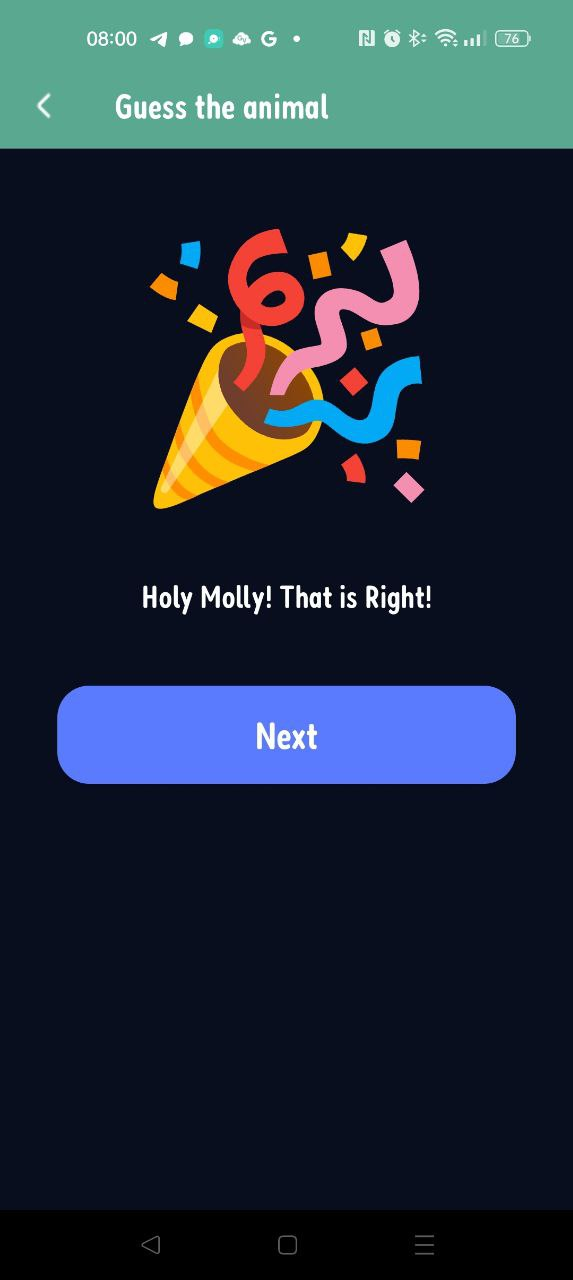 08:00
76
Guess the animal
Holy Molly! That is Right!
Next